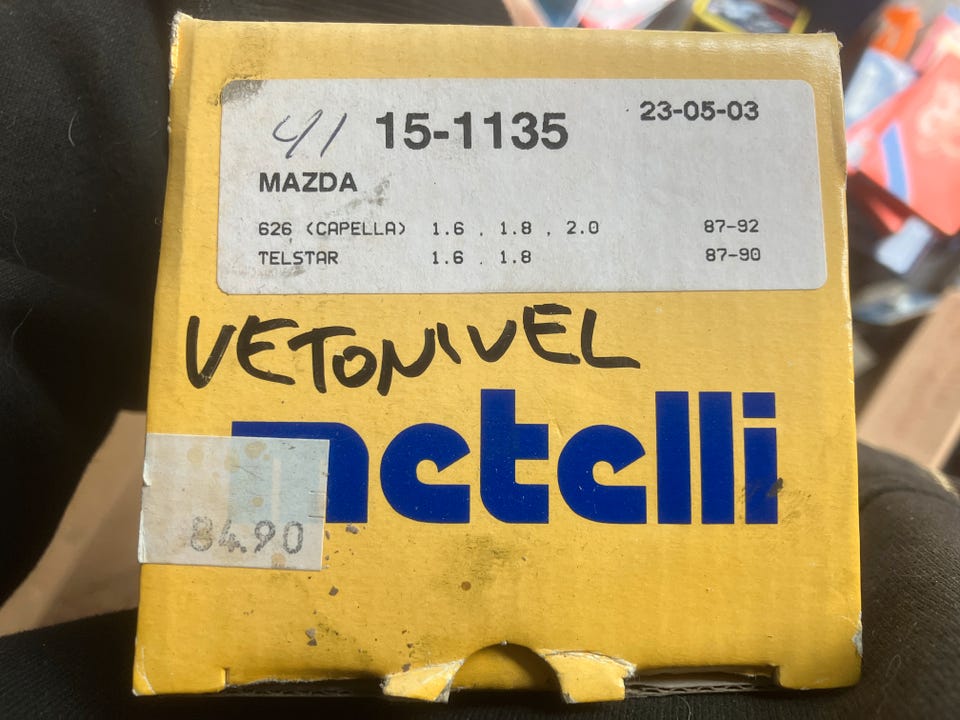 41 15-1135 23-05-03
MAZDA
626 (CAPELLA) 1.6 . 1.8 . 2.0 87-92
TELSTAR 1.6 . 1.8 87-90
VETONIVEL
metelli
84.90